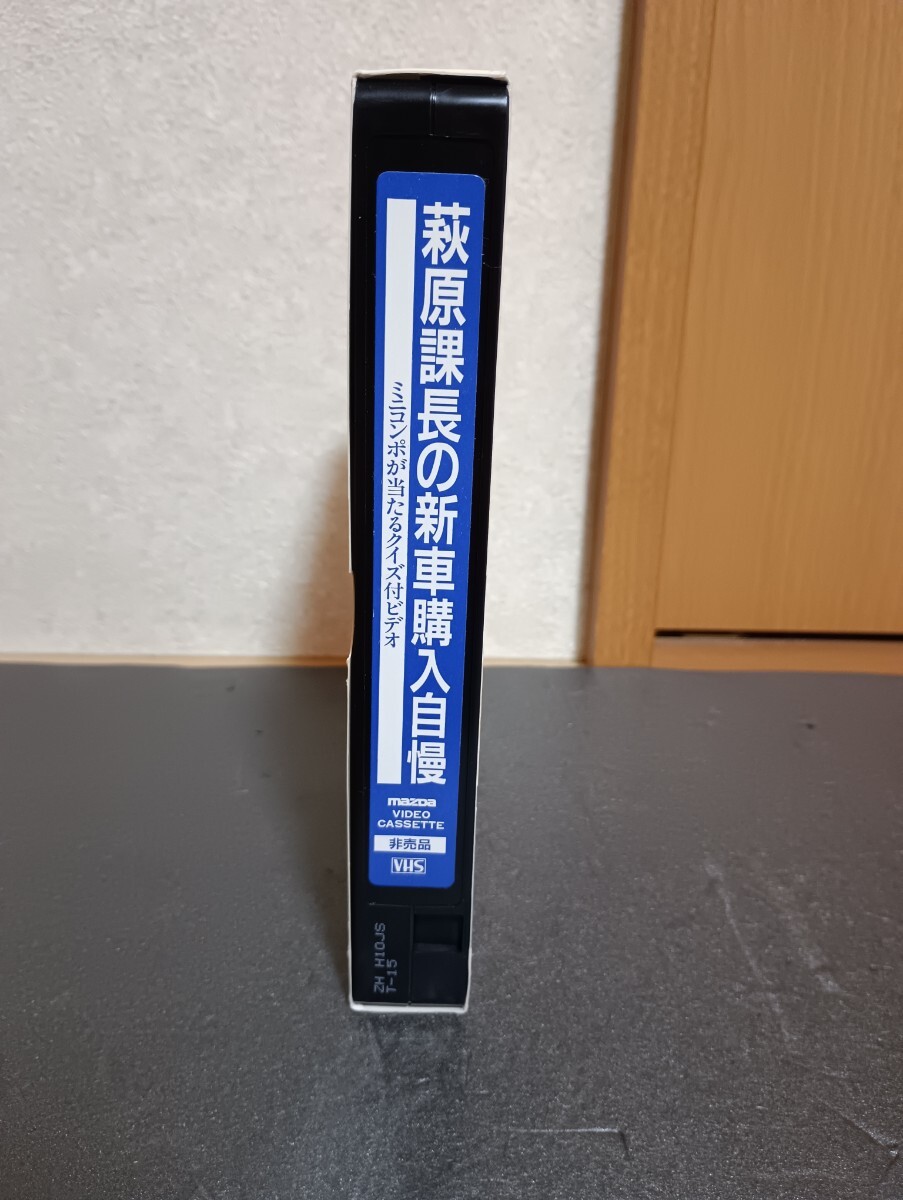 萩原課長の新車購入自慢
ミニコンポが当たるクイズ付ビデオ
mazda
VIDEO
CASSETTE
非売品
VHS
ZH H10JS
T-15